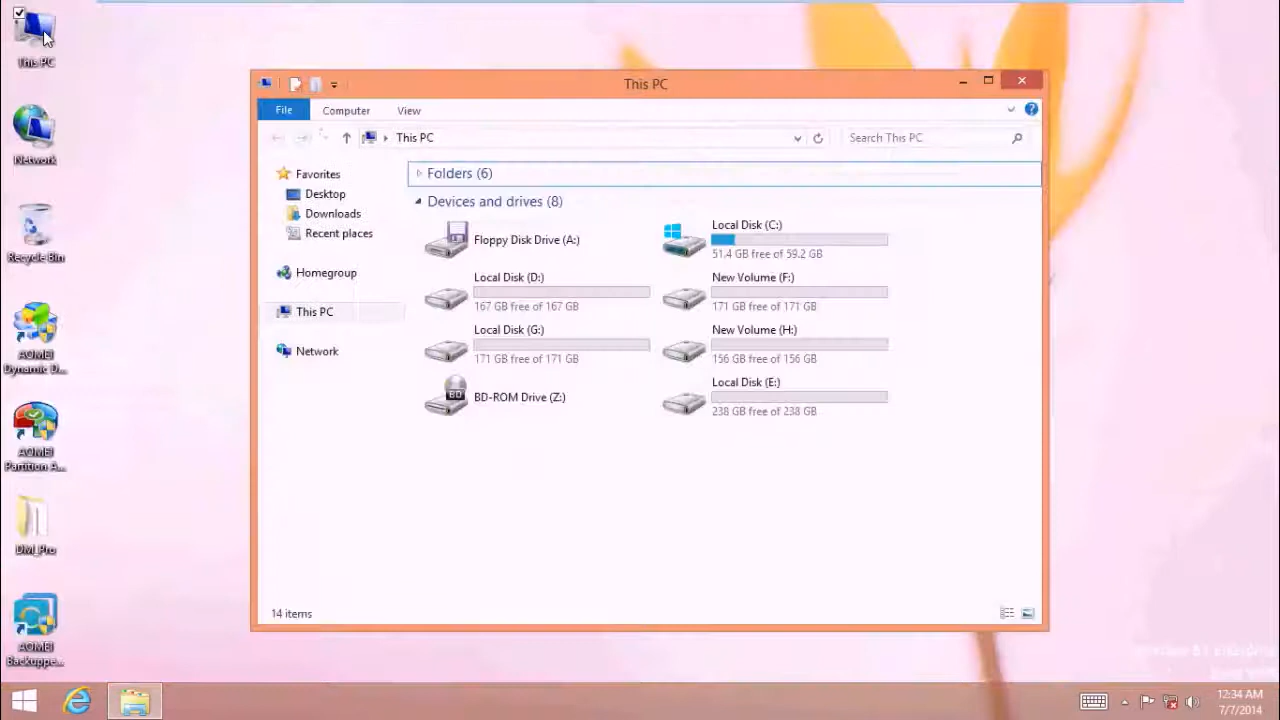 This PC
Network
Recycle Bin
AOMEI
Dynamic D...
AOMEI
Partition A...
DM_Pro
AOMEI
Backuppe...
This PC
File
Computer
View
This PC
Search This PC
Favorites
Desktop
Downloads
Recent places
Homegroup
This PC
Network
Folders (6)
Devices and drives (8)
Floppy Disk Drive (A:)
Local Disk (C:)
51.4 GB free of 59.2 GB
Local Disk (D:)
167 GB free of 167 GB
New Volume (F:)
171 GB free of 171 GB
Local Disk (G:)
171 GB free of 171 GB
New Volume (H:)
156 GB free of 156 GB
BD
BD-ROM Drive (Z:)
Local Disk (E:)
238 GB free of 238 GB
14 items
12:34 AM
7/7/2014